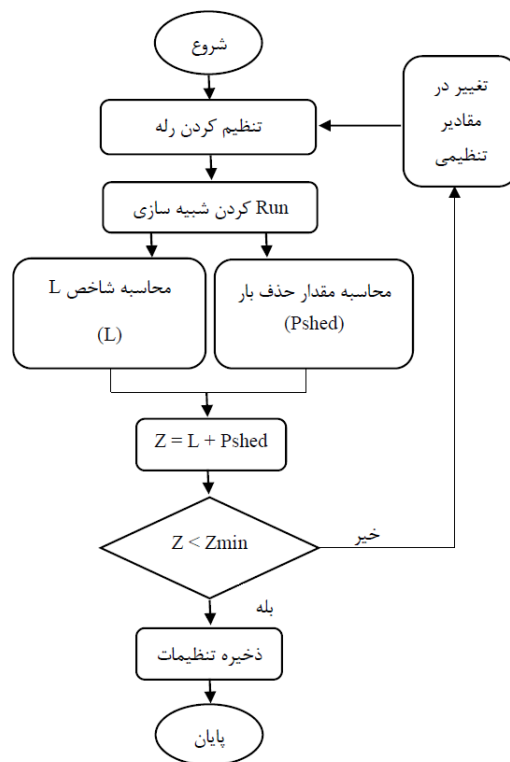 شروع
تنظیم کردن رله
تغییر در
مقادیر
تنظیمی
Run کردن شبیه سازی
محاسبه مقدار حذف بار
(Pshed)
محاسبه شاخص L
(L)
Z = L + Pshed
Z < Zmin
خیر
بله
ذخیره تنظیمات
پایان